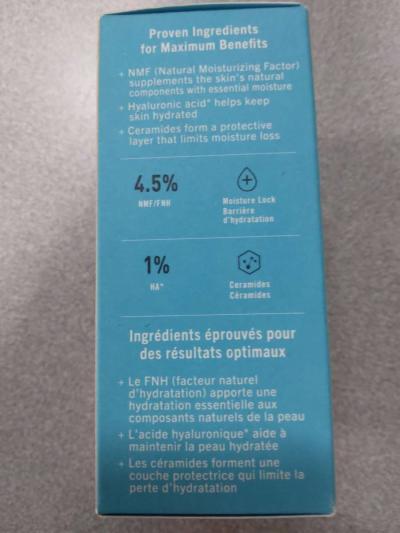 Proven Ingredients
for Maximum Benefits
+ NMF (Natural Moisturizing Factor)
supplements the skin's natural
components with essential moisture
+ Hyaluronic acid* helps keep
skin hydrated
+ Ceramides form a protective
layer that limits moisture loss
4.5%
NMF/FNH
Moisture Lock
Barrière
d'hydratation
1%
HA*
Ceramides
Céramides
Ingrédients éprouvés pour
des résultats optimaux
+ Le FNH (facteur naturel
d'hydratation) apporte une
hydratation essentielle aux
composants naturels de la peau
+ L'acide hyaluronique* aide à
maintenir la peau hydratée
+ Les céramides forment une
couche protectrice qui limite la
perte d'hydratation